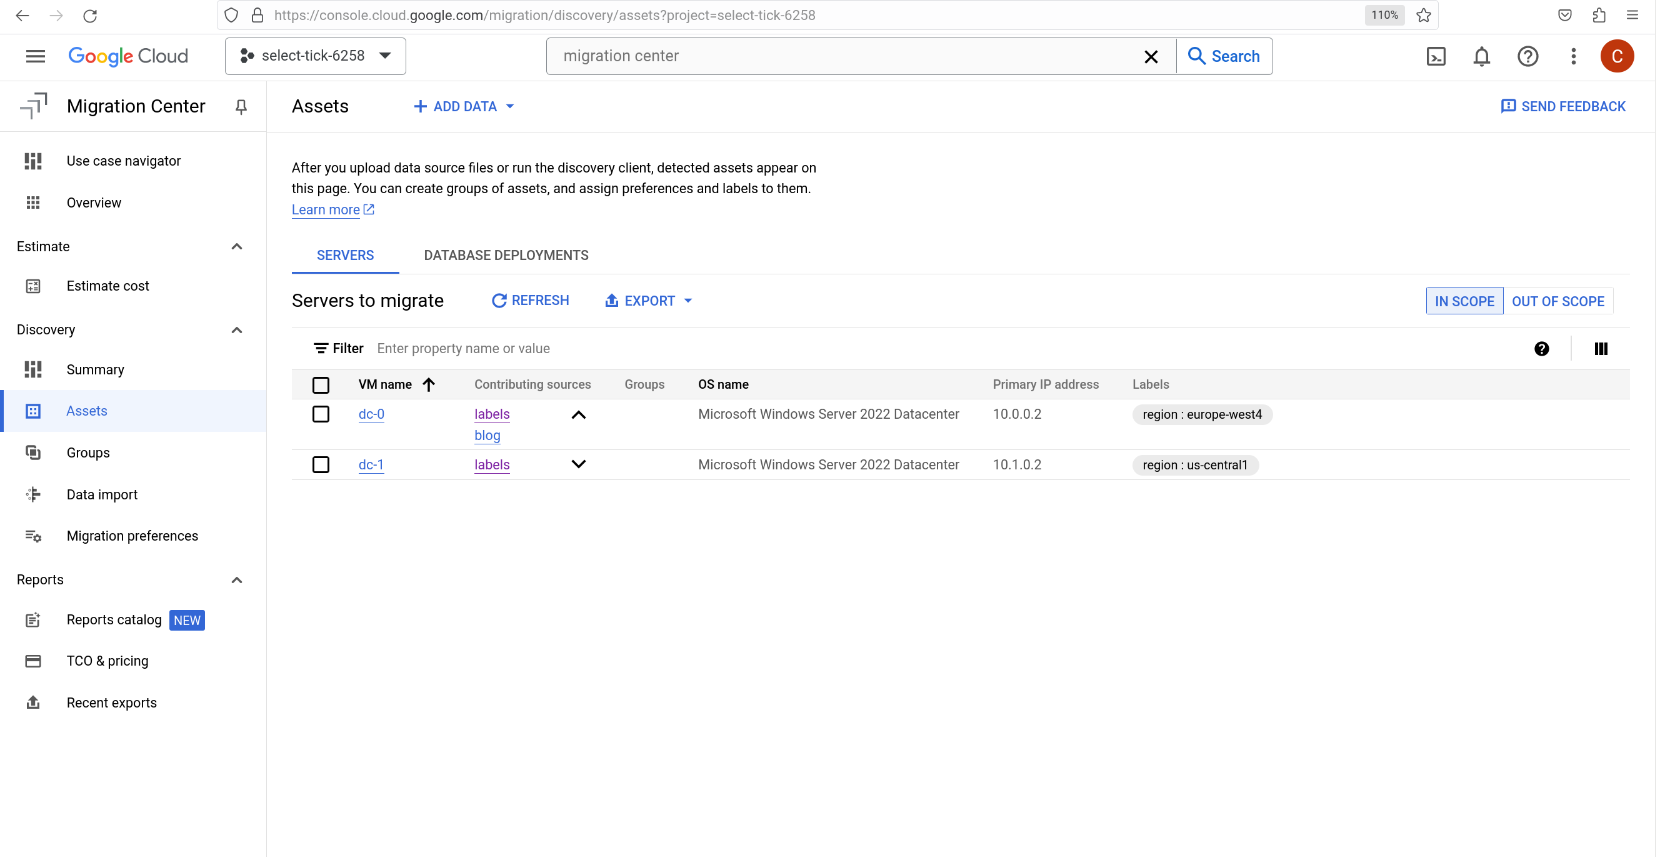 https://console.cloud.google.com/migration/discovery/assets?project=select-tick-6258
110%
Google Cloud
select-tick-6258
migration center
Search
C
Migration Center
Assets
ADD DATA
SEND FEEDBACK
Use case navigator
Overview
Estimate
Estimate cost
Discovery
Summary
Assets
Groups
Data import
Migration preferences
Reports
Reports catalog NEW
TCO & pricing
Recent exports
After you upload data source files or run the discovery client, detected assets appear on
this page. You can create groups of assets, and assign preferences and labels to them.
Learn more
SERVERS DATABASE DEPLOYMENTS
Servers to migrate REFRESH EXPORT IN SCOPE OUT OF SCOPE
Filter Enter property name or value
VM name Contributing sources Groups OS name Primary IP address Labels
dc-0 labels Microsoft Windows Server 2022 Datacenter 10.0.0.2 region : europe-west4
blog
dc-1 labels Microsoft Windows Server 2022 Datacenter 10.1.0.2 region : us-central1